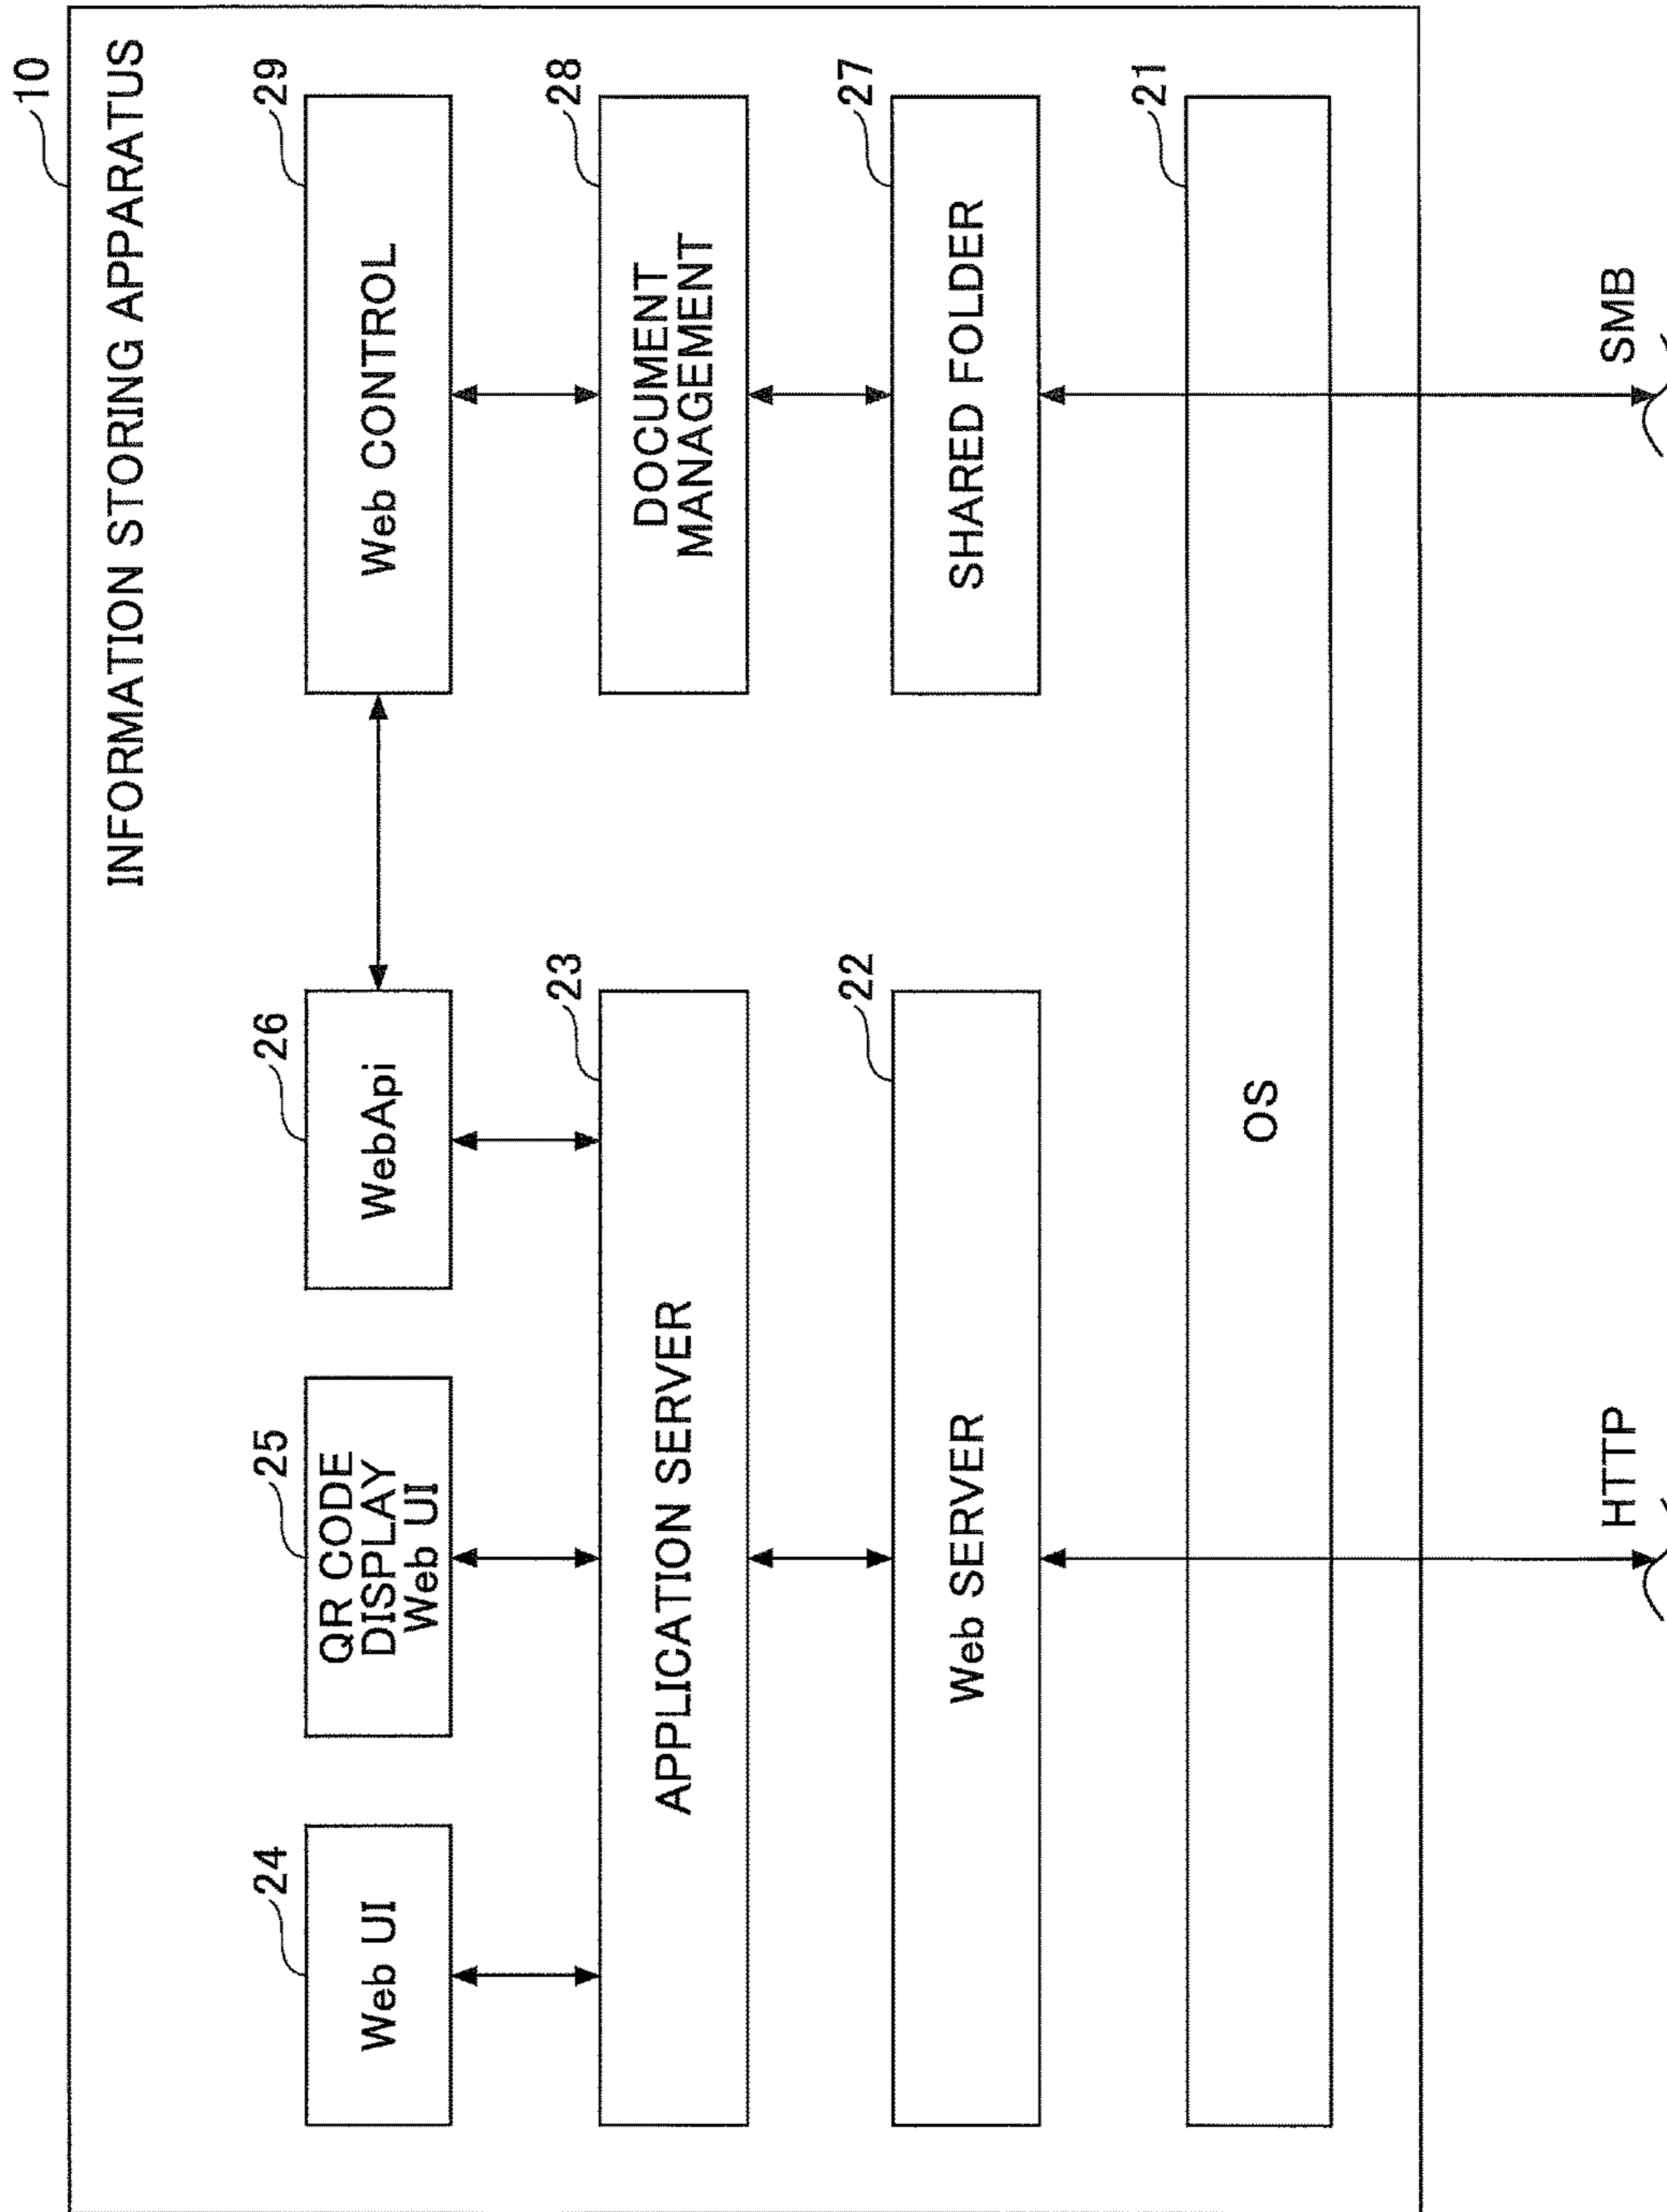 10
INFORMATION STORING APPARATUS
24
Web UI
25
QR CODE
DISPLAY
Web UI
26
WebApi
29
Web CONTROL
23
APPLICATION SERVER
28
DOCUMENT
MANAGEMENT
22
Web SERVER
27
SHARED FOLDER
21
OS
HTTP
SMB